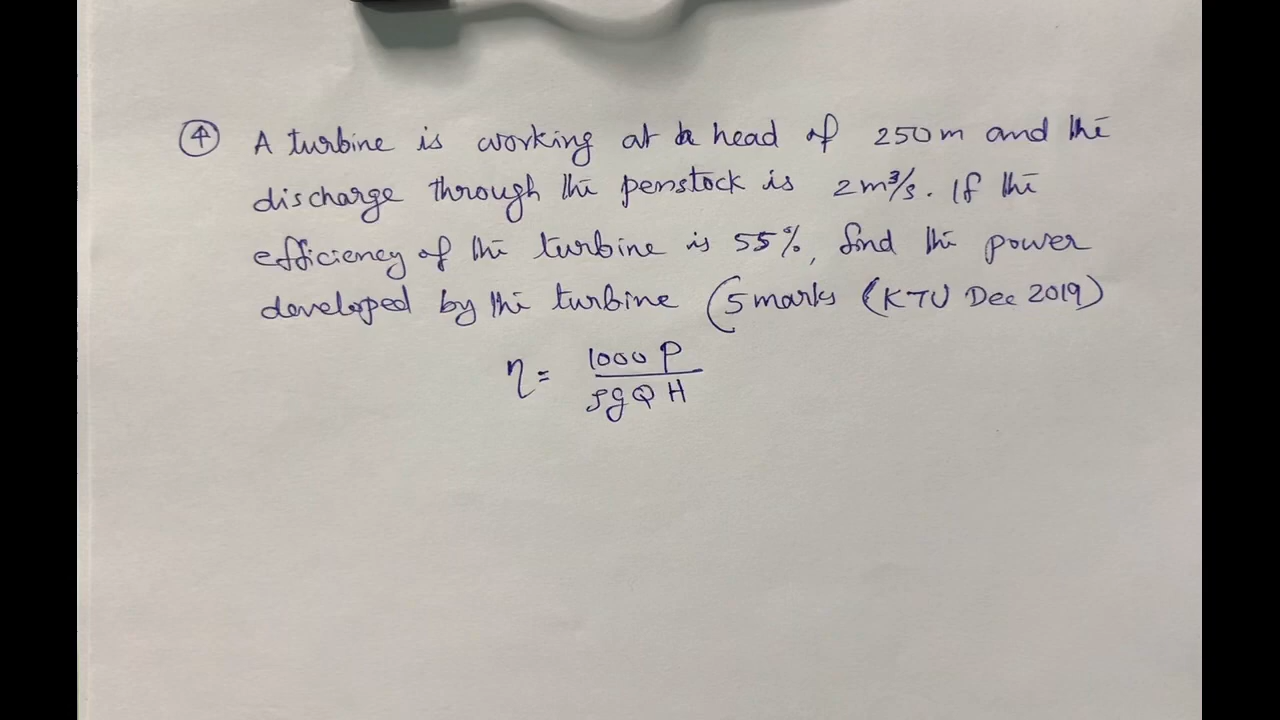 ④ A turbine is working at a head of 250 m and the
discharge through the penstock is 2 m³/s. If the
efficiency of the turbine is 55%, find the power
developed by the turbine (5 marks (KTU Dec 2019)
η = 1000 P
ρ g Q H